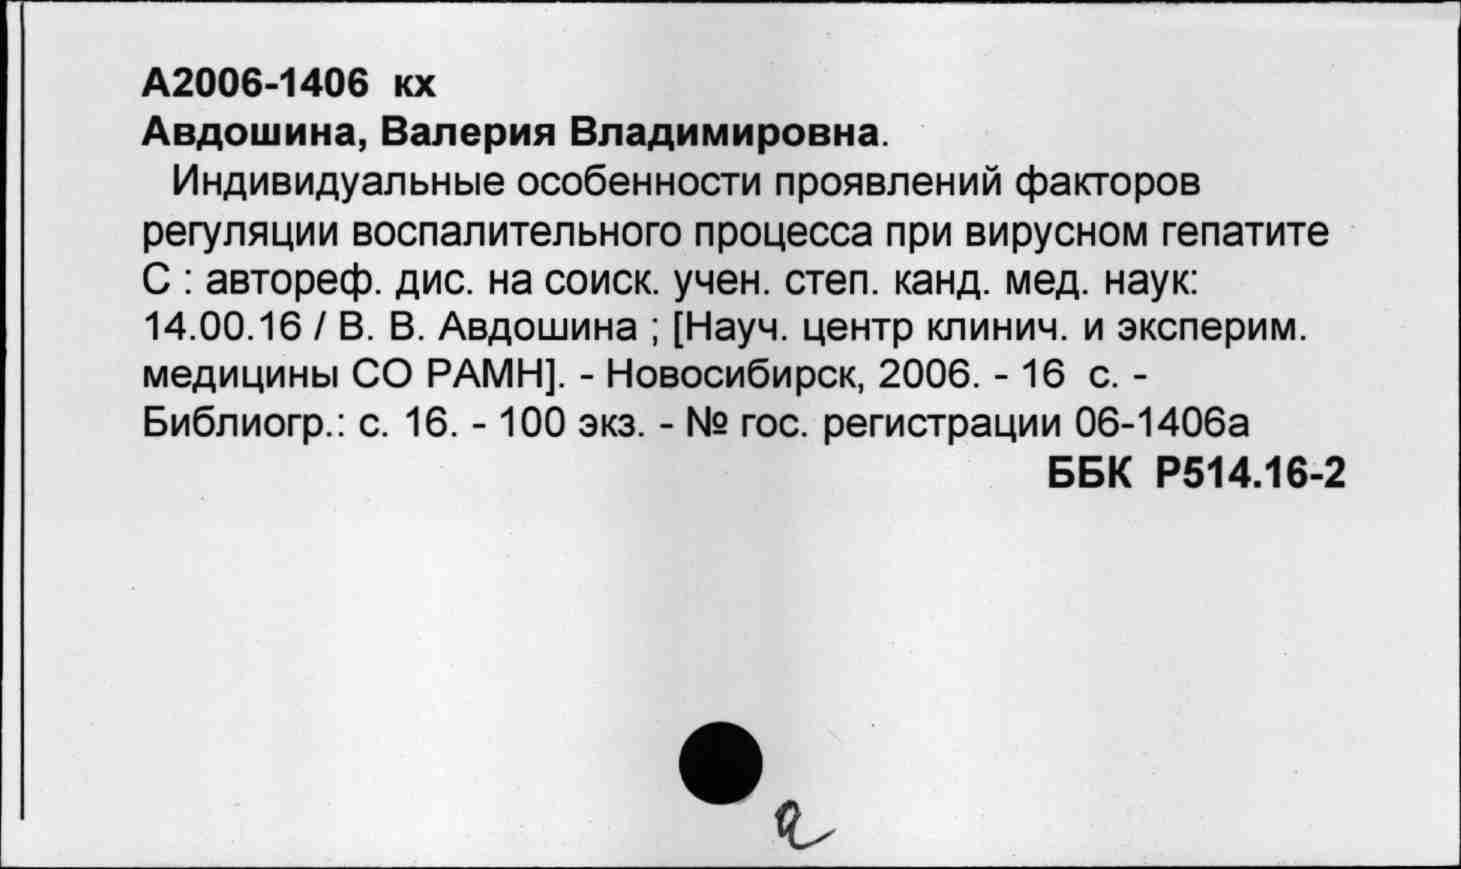 А2006-1406 кх
Авдошина, Валерия Владимировна.
Индивидуальные особенности проявлений факторов
регуляции воспалительного процесса при вирусном гепатите
С : автореф. дис. на соиск. учен. степ. канд. мед. наук:
14.00.16 / В. В. Авдошина ; [Науч. центр клинич. и эксперим.
медицины СО РАМН]. - Новосибирск, 2006. - 16 с. -
Библиогр.: с. 16. - 100 экз. - № гос. регистрации 06-1406а
ББК Р514.16-2
а